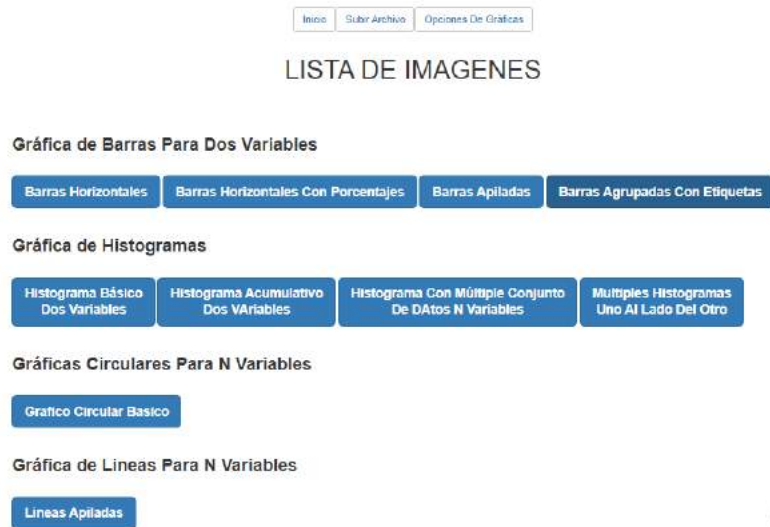 Inicio Subir Archivo Opciones De Gráficas
LISTA DE IMAGENES
Gráfica de Barras Para Dos Variables
Barras Horizontales Barras Horizontales Con Porcentajes Barras Apiladas Barras Agrupadas Con Etiquetas
Gráfica de Histogramas
Histograma Básico
Dos Variables
Histograma Acumulativo
Dos VAriables
Histograma Con Múltiple Conjunto
De DAtos N Variables
Multiples Histogramas
Uno Al Lado Del Otro
Gráficas Circulares Para N Variables
Grafico Circular Basico
Gráfica de Lineas Para N Variables
Lineas Apiladas